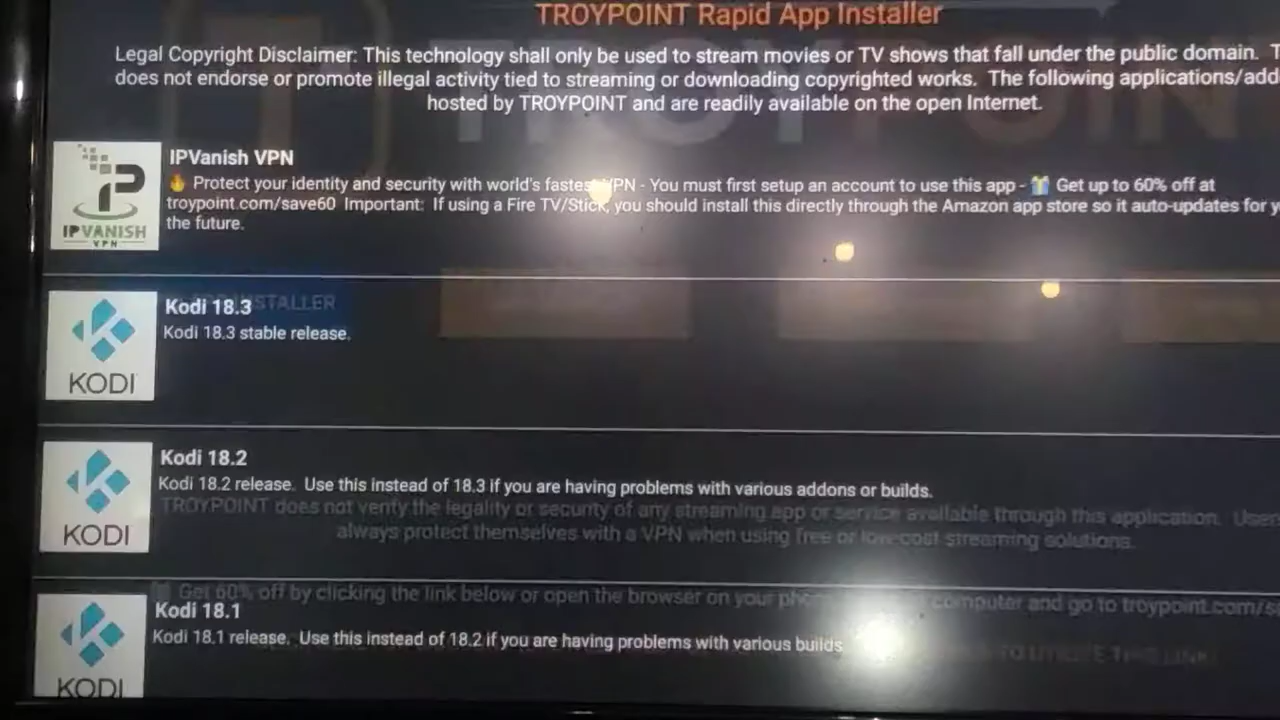 TROYPOINT Rapid App Installer
Legal Copyright Disclaimer: This technology shall only be used to stream movies or TV shows that fall under the public domain.
does not endorse or promote illegal activity tied to streaming or downloading copyrighted works. The following applications/add
hosted by TROYPOINT and are readily available on the open Internet.
IPVanish VPN
Protect your identity and security with world's fastest VPN - You must first setup an account to use this app - Get up to 60% off at
troypoint.com/save60 Important: If using a Fire TV/Stick, you should install this directly through the Amazon app store so it auto-updates for
the future.
IPVANISH
VPN
INSTALLER
Kodi 18.3
Kodi 18.3 stable release.
KODI
Kodi 18.2
Kodi 18.2 release. Use this instead of 18.3 if you are having problems with various addons or builds.
KODI
TROYPOINT does not verify the legality or security of any streaming app or service available through this application.
always protect themselves with a VPN when using free or low-cost streaming solutions.
Get 60% off by clicking the link below or open the browser on your computer and go to troypoint.com/s
Kodi 18.1
Kodi 18.1 release. Use this instead of 18.2 if you are having problems with various builds.
TO UTILIZE THIS LINK
KODI